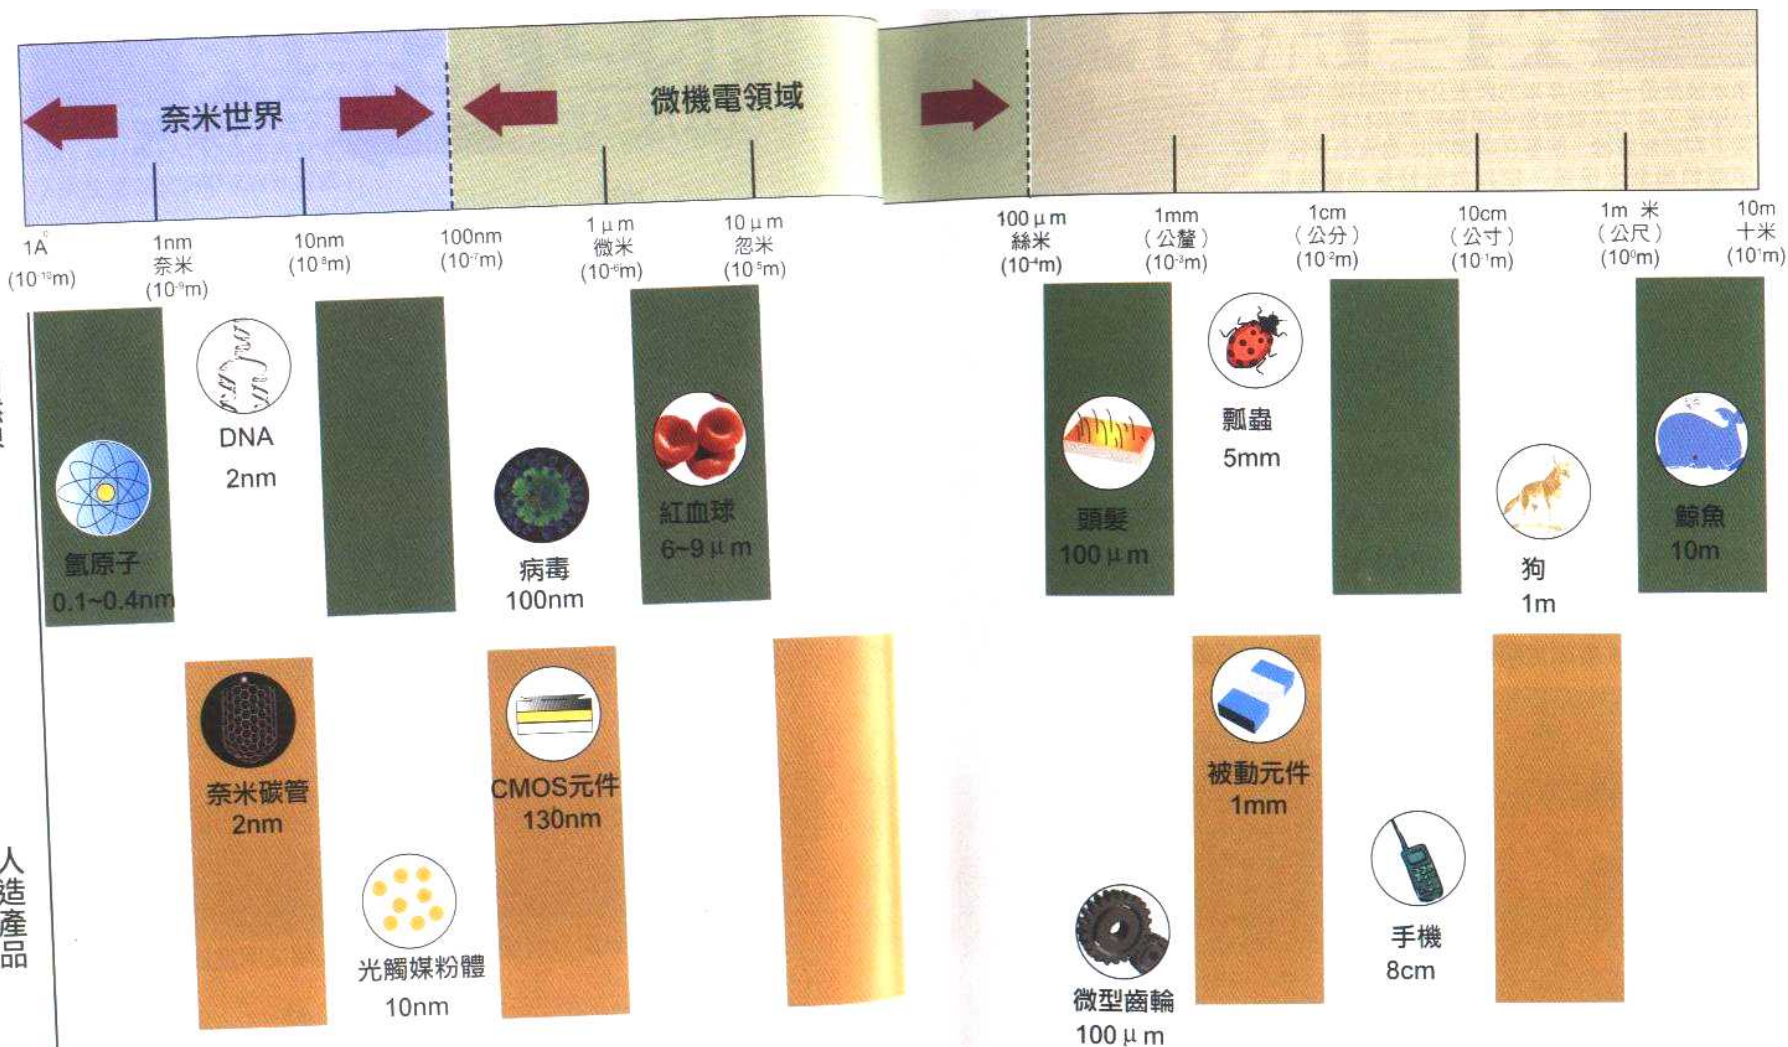 奈米世界
微機電領域
1Å
(10⁻¹⁰m)
1nm
奈米
(10⁻⁹m)
10nm
(10⁻⁸m)
100nm
(10⁻⁷m)
1μm
微米
(10⁻⁶m)
10μm
忽米
(10⁻⁵m)
100μm
絲米
(10⁻⁴m)
1mm
(公釐)
(10⁻³m)
1cm
(公分)
(10⁻²m)
10cm
(公寸)
(10⁻¹m)
1m 米
(公尺)
(10⁰m)
10m
十米
(10¹m)
氫原子
0.1~0.4nm
DNA
2nm
病毒
100nm
紅血球
6~9μm
頭髮
100μm
瓢蟲
5mm
狗
1m
鯨魚
10m
人造產品
奈米碳管
2nm
光觸媒粉體
10nm
CMOS元件
130nm
微型齒輪
100μm
被動元件
1mm
手機
8cm